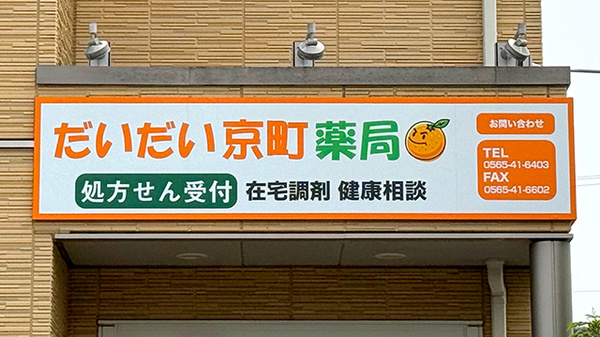 だいだい京町薬局
処方せん受付 在宅調剤 健康相談
お問い合わせ
TEL
0565-41-6403
FAX
0565-41-6602